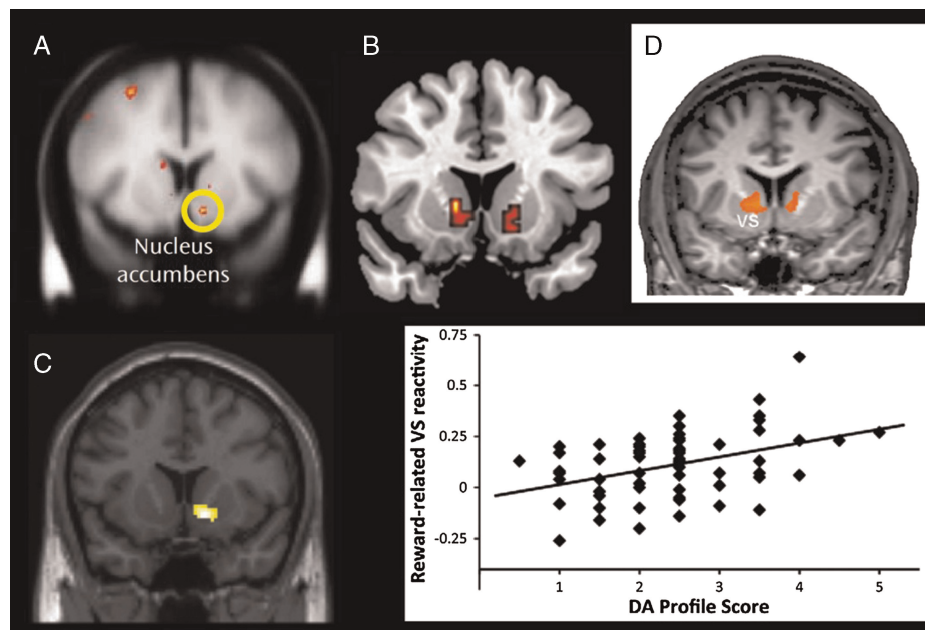 A
B
D
Nucleus
accumbens
VS
C
Reward-related VS reactivity
0.75
0.5
0.25
0
-0.25
1 2 3 4 5
DA Profile Score